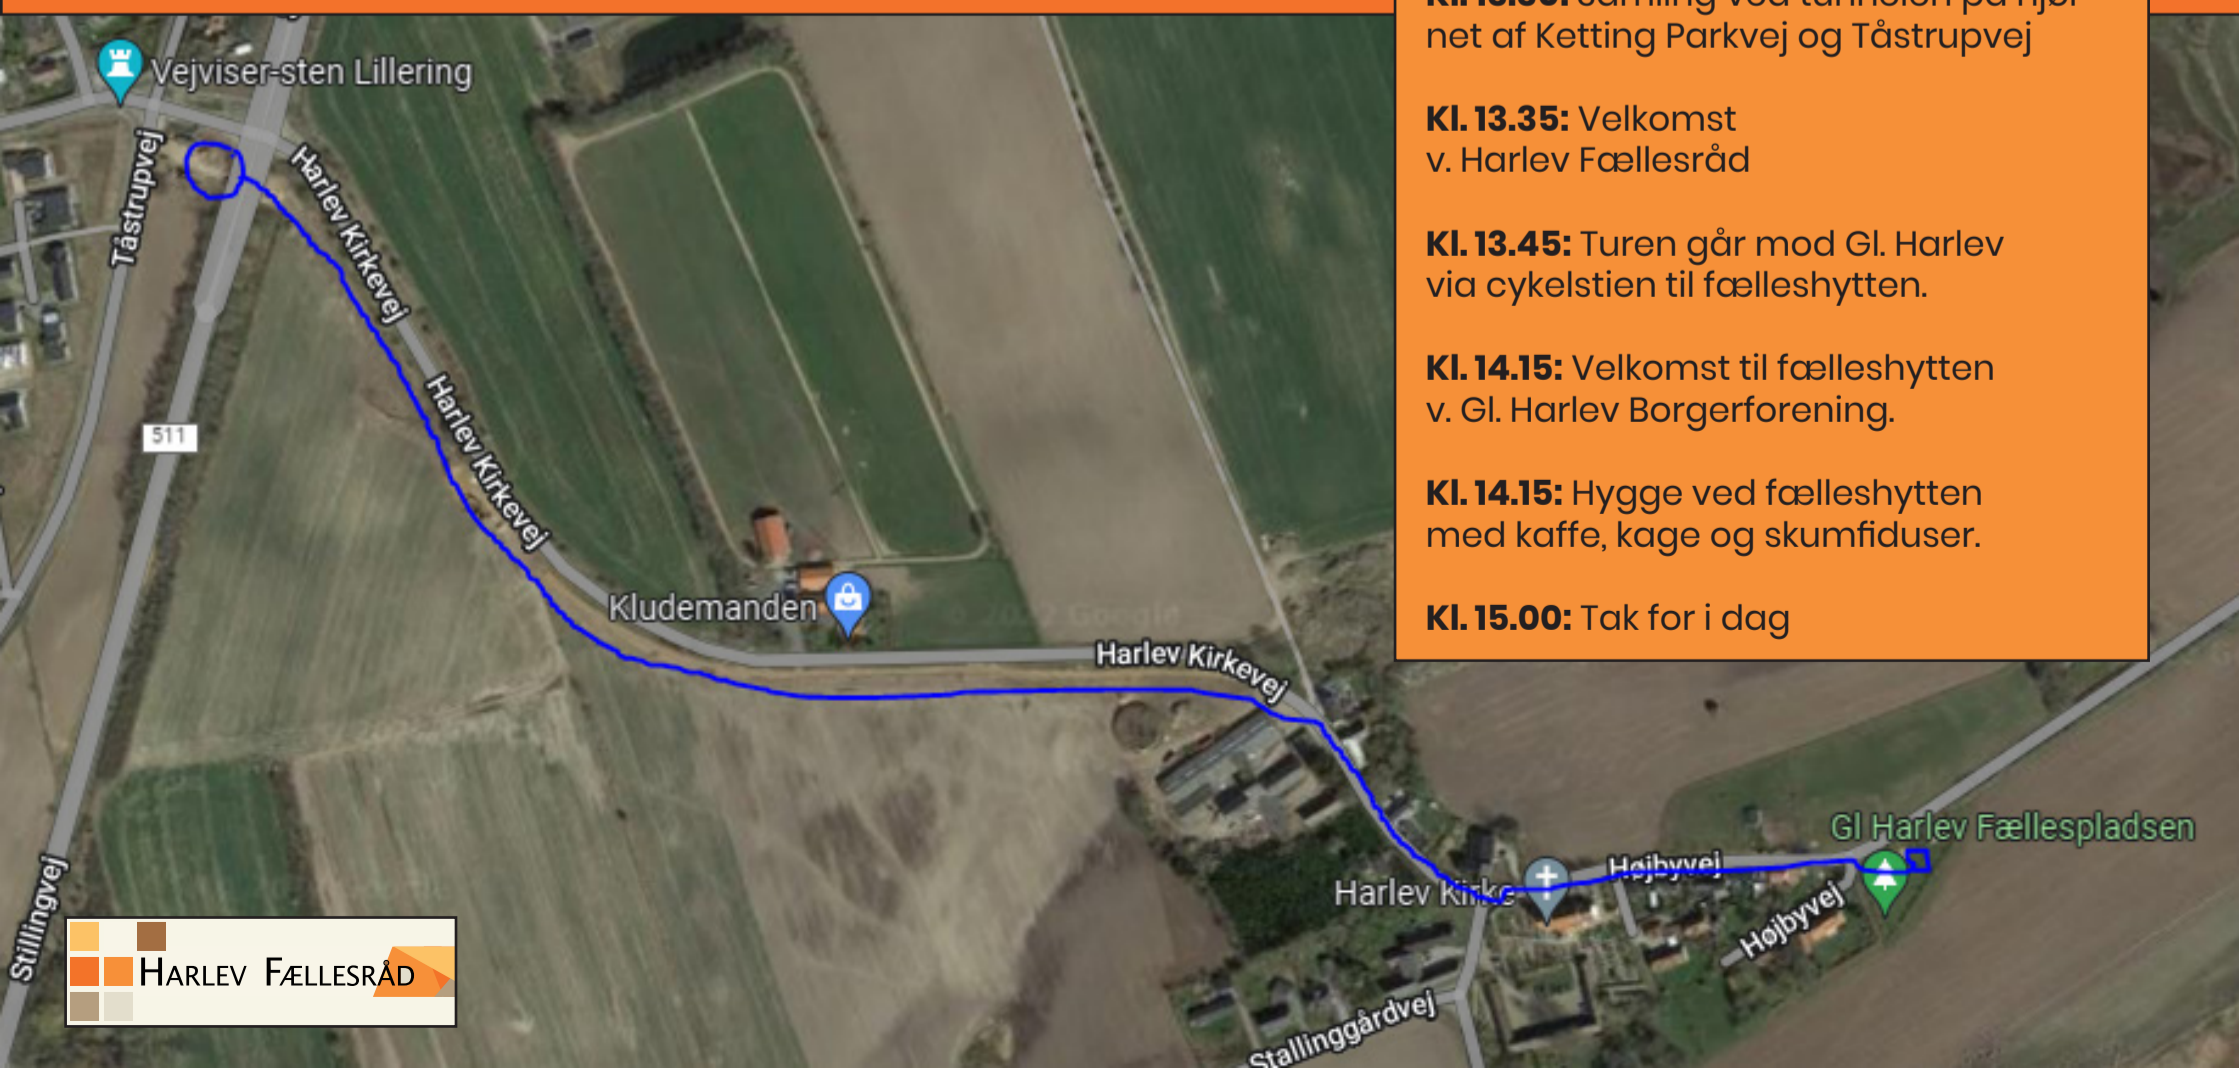 net af Ketting Parkvej og Tåstrupvej
Kl. 13.35: Velkomst
v. Harlev Fællesråd
Kl. 13.45: Turen går mod Gl. Harlev
via cykelstien til fælleshytten.
Kl. 14.15: Velkomst til fælleshytten
v. Gl. Harlev Borgerforening.
Kl. 14.15: Hygge ved fælleshytten
med kaffe, kage og skumfiduser.
Kl. 15.00: Tak for i dag
Vejviser-sten Lillering
Tåstrupvej
Harlev Kirkevej
511
Harlev Kirkevej
Kludemanden
Google
Harlev Kirkevej
Gl Harlev Fællespladsen
Højbyvej
Harlev Kirke
Højbyvej
Stillingvej
HARLEV FÆLLESRÅD
Stallinggårdvej